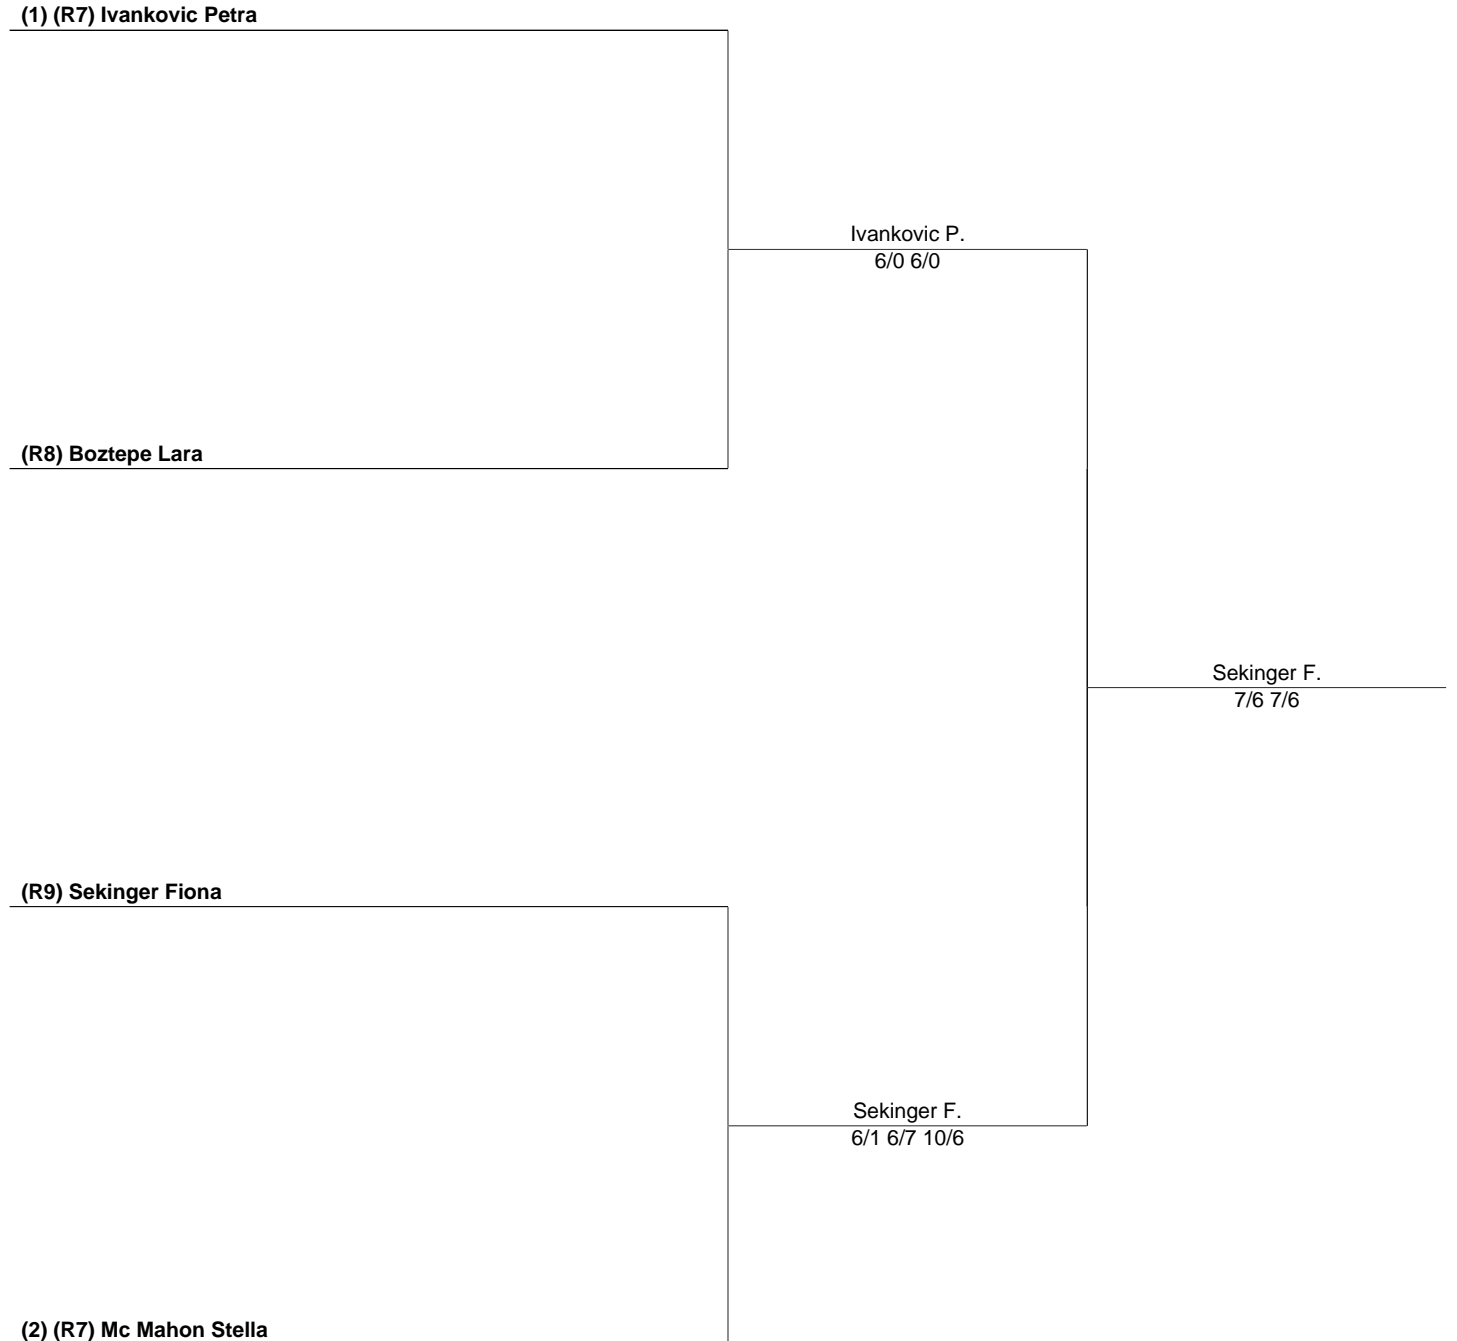 (1) (R7) Ivankovic Petra
Ivankovic P.
6/0 6/0
(R8) Boztepe Lara
Sekinger F.
7/6 7/6
(R9) Sekinger Fiona
Sekinger F.
6/1 6/7 10/6
(2) (R7) Mc Mahon Stella